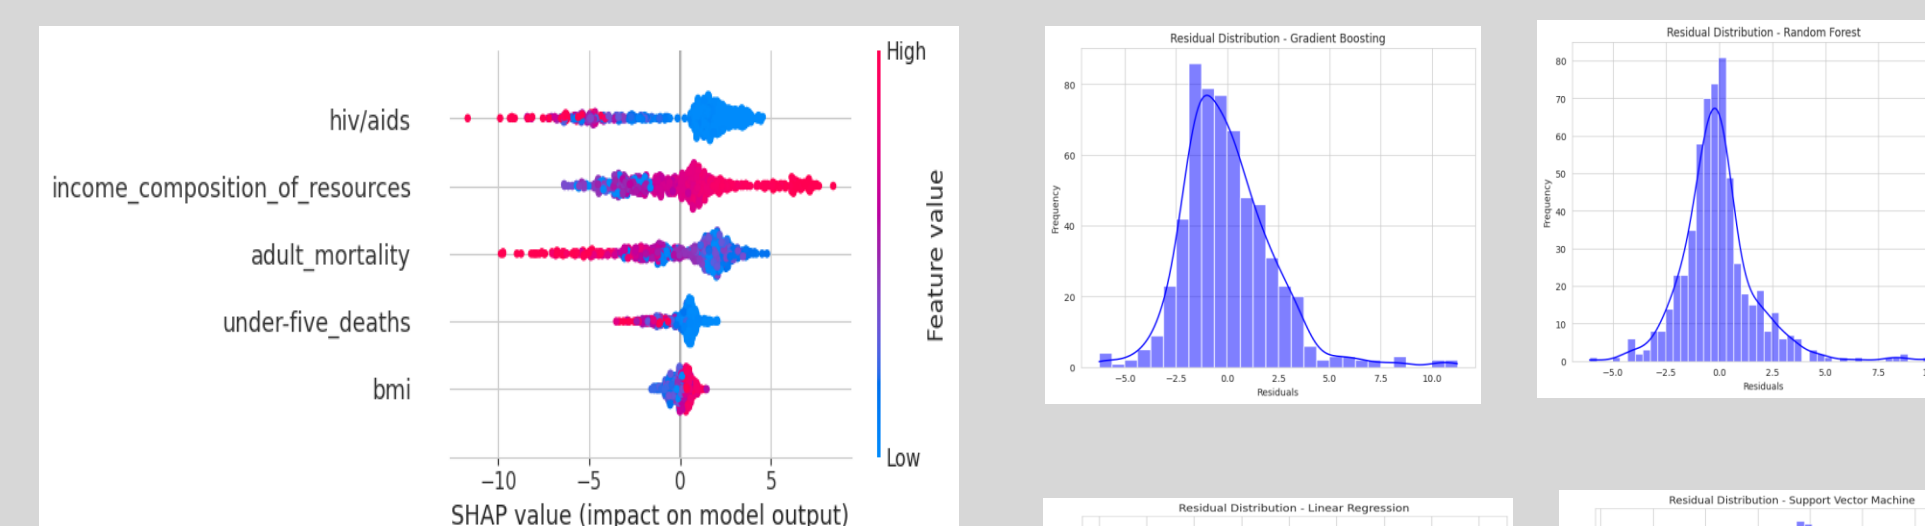 High
hiv/aids
income_composition_of_resources
adult_mortality
under-five_deaths
bmi
Feature value
Low
−10 −5 0 5
SHAP value (impact on model output)
Residual Distribution - Gradient Boosting
80
60
40
20
0
Frequency
−5.0 −2.5 0.0 2.5 5.0 7.5 10.0
Residuals
Residual Distribution - Random Forest
80
70
60
50
40
30
20
10
0
Frequency
−5.0 −2.5 0.0 2.5 5.0 7.5
Residuals
Residual Distribution - Linear Regression
Residual Distribution - Support Vector Machine